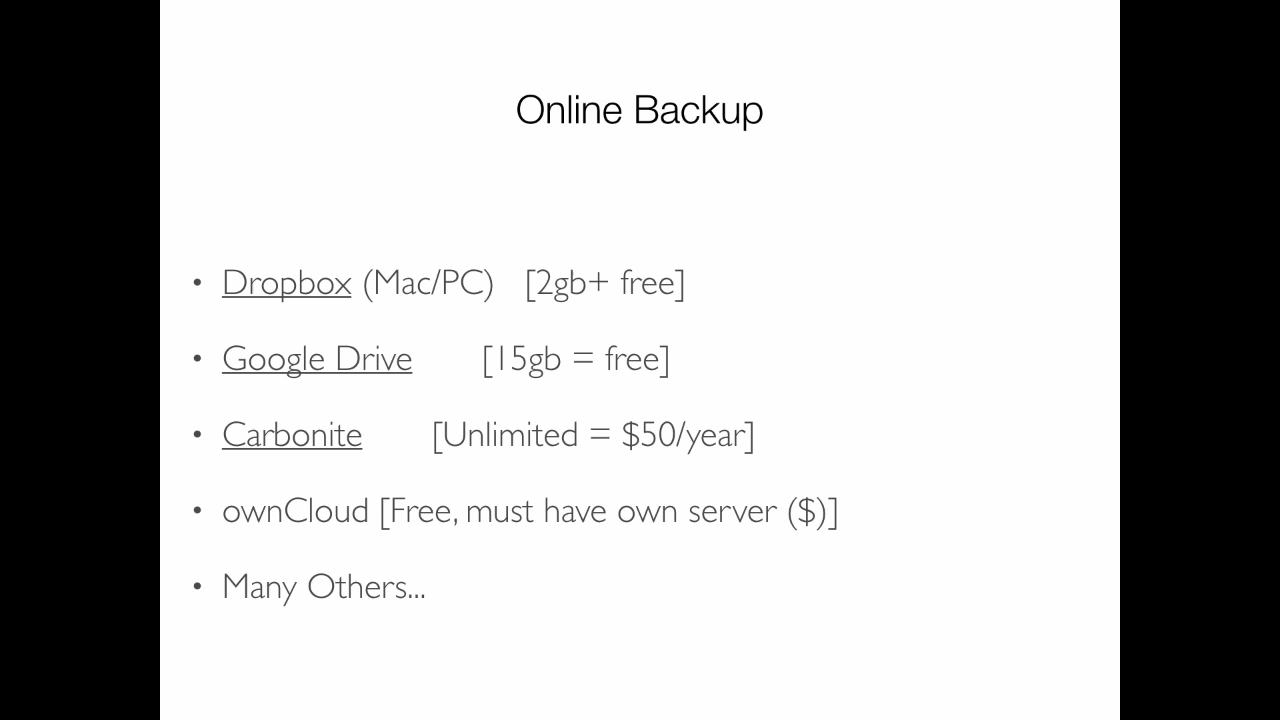 Online Backup
• Dropbox (Mac/PC) [2gb+ free]
• Google Drive [15gb = free]
• Carbonite [Unlimited = $50/year]
• ownCloud [Free, must have own server ($)]
• Many Others...